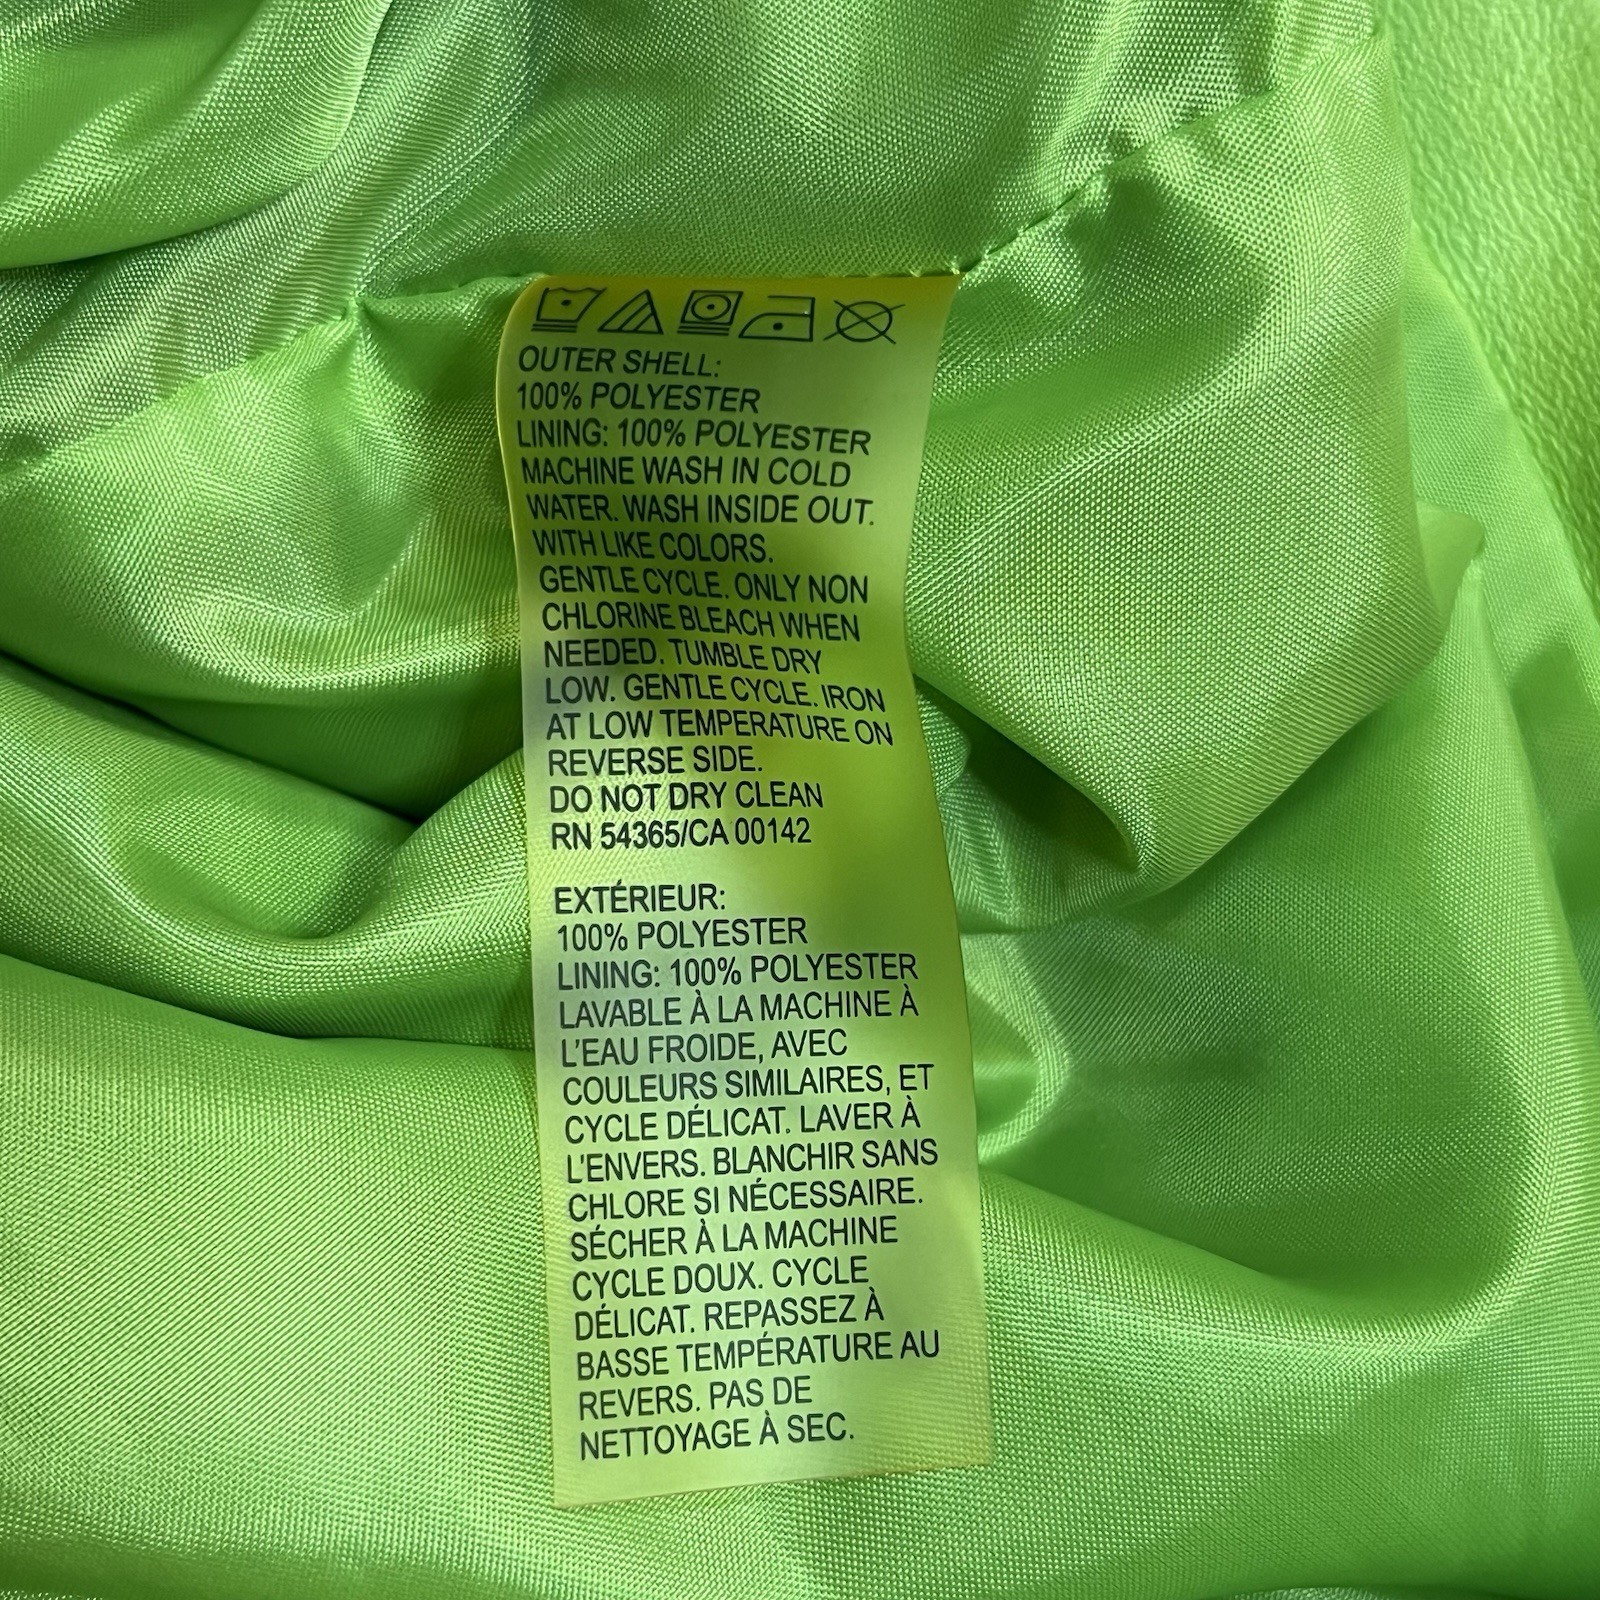 OUTER SHELL:
100% POLYESTER
LINING: 100% POLYESTER
MACHINE WASH IN COLD
WATER. WASH INSIDE OUT.
WITH LIKE COLORS.
GENTLE CYCLE. ONLY NON
CHLORINE BLEACH WHEN
NEEDED. TUMBLE DRY
LOW. GENTLE CYCLE. IRON
AT LOW TEMPERATURE ON
REVERSE SIDE.
DO NOT DRY CLEAN
RN 54365/CA 00142
EXTÉRIEUR:
100% POLYESTER
LINING: 100% POLYESTER
LAVABLE À LA MACHINE À
L'EAU FROIDE, AVEC
COULEURS SIMILAIRES, ET
CYCLE DÉLICAT. LAVER À
L'ENVERS. BLANCHIR SANS
CHLORE SI NÉCESSAIRE.
SÉCHER À LA MACHINE
CYCLE DOUX. CYCLE
DÉLICAT. REPASSEZ À
BASSE TEMPÉRATURE AU
REVERS. PAS DE
NETTOYAGE À SEC.